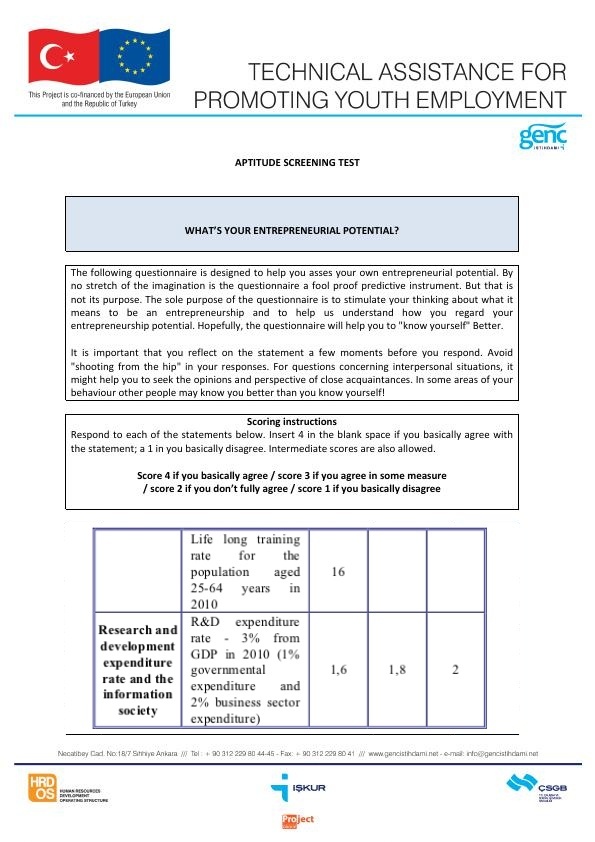 This Project is co-financed by the European Union
and the Republic of Turkey
TECHNICAL ASSISTANCE FOR
PROMOTING YOUTH EMPLOYMENT
genc
İSTİHDAMI
APTITUDE SCREENING TEST
WHAT'S YOUR ENTREPRENEURIAL POTENTIAL?
The following questionnaire is designed to help you asses your own entrepreneurial potential. By
no stretch of the imagination is the questionnaire a fool proof predictive instrument. But that is
not its purpose. The sole purpose of the questionnaire is to stimulate your thinking about what it
means to be an entrepreneurship and to help us understand how you regard your
entrepreneurship potential. Hopefully, the questionnaire will help you to "know yourself" Better.
It is important that you reflect on the statement a few moments before you respond. Avoid
"shooting from the hip" in your responses. For questions concerning interpersonal situations, it
might help you to seek the opinions and perspective of close acquaintances. In some areas of your
behaviour other people may know you better than you know yourself!
Scoring instructions
Respond to each of the statements below. Insert 4 in the blank space if you basically agree with
the statement; a 1 in you basically disagree. Intermediate scores are also allowed.
Score 4 if you basically agree / score 3 if you agree in some measure
/ score 2 if you don't fully agree / score 1 if you basically disagree
Life long training
rate for the
population aged
25-64 years in
2010
16
Research and
development
expenditure
rate and the
information
society
R&D expenditure
rate - 3% from
GDP in 2010 (1%
governmental
expenditure and
2% business sector
expenditure)
1,6
1,8
2
Necatibey Cad. No:18/7 Sıhhiye Ankara /// Tel : + 90 312 229 80 44-45 - Fax: + 90 312 229 80 41 /// www.gencistihdami.net - e-mail: info@gencistihdami.net
HRD
OS
HUMAN RESOURCES
DEVELOPMENT
OPERATING STRUCTURE
İŞKUR
ÇSGB
Project